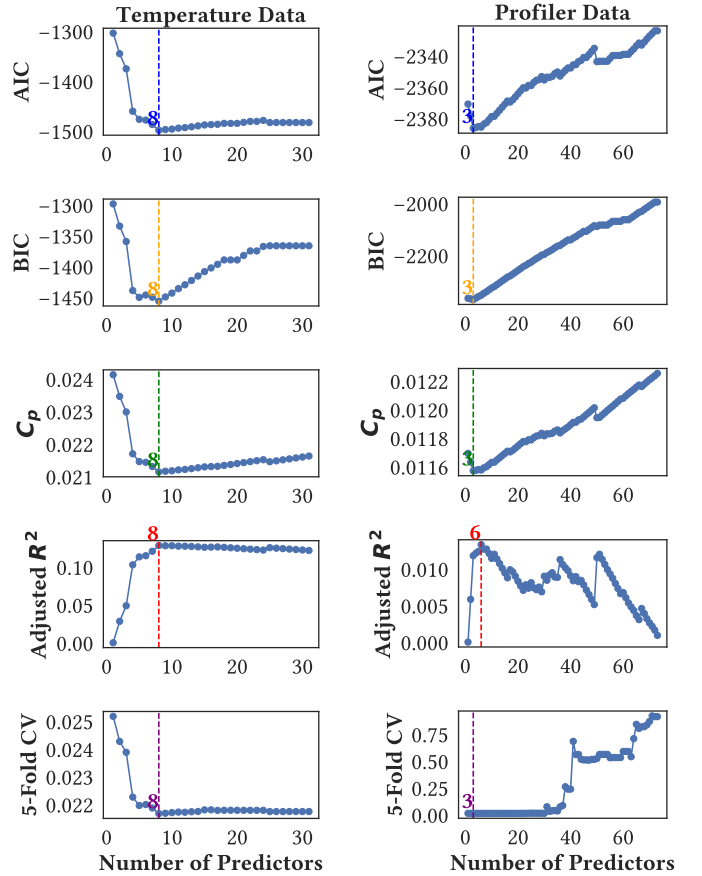 Temperature Data
−1300
−1400
−1500
AIC
8
0 10 20 30
Profiler Data
−2340
−2360
−2380
AIC
3
0 20 40 60
−1300
−1350
−1400
−1450
BIC
8
0 10 20 30
−2000
−2200
BIC
3
0 20 40 60
0.024
0.023
0.022
0.021
Cp
8
0 10 20 30
0.0122
0.0120
0.0118
0.0116
Cp
3
0 20 40 60
8
0.10
0.05
0.00
Adjusted R²
0 10 20 30
6
0.010
0.005
0.000
Adjusted R²
0 20 40 60
0.025
0.024
0.023
0.022
5-Fold CV
8
0 10 20 30
Number of Predictors
0.75
0.50
0.25
0.00
5-Fold CV
3
0 20 40 60
Number of Predictors